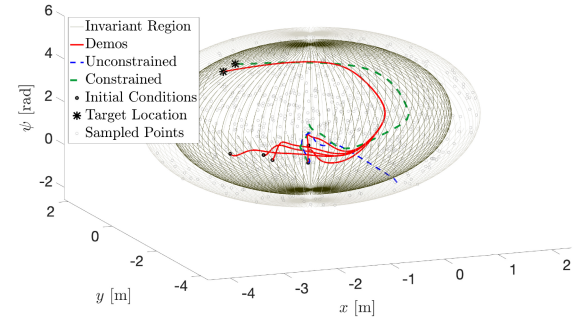 6
4
2
0
-2
ψ [rad]
Invariant Region
Demos
Unconstrained
Constrained
Initial Conditions
Target Location
Sampled Points
2
0
-2
-4
y [m]
-4
-3
-2
-1
0
1
2
x [m]